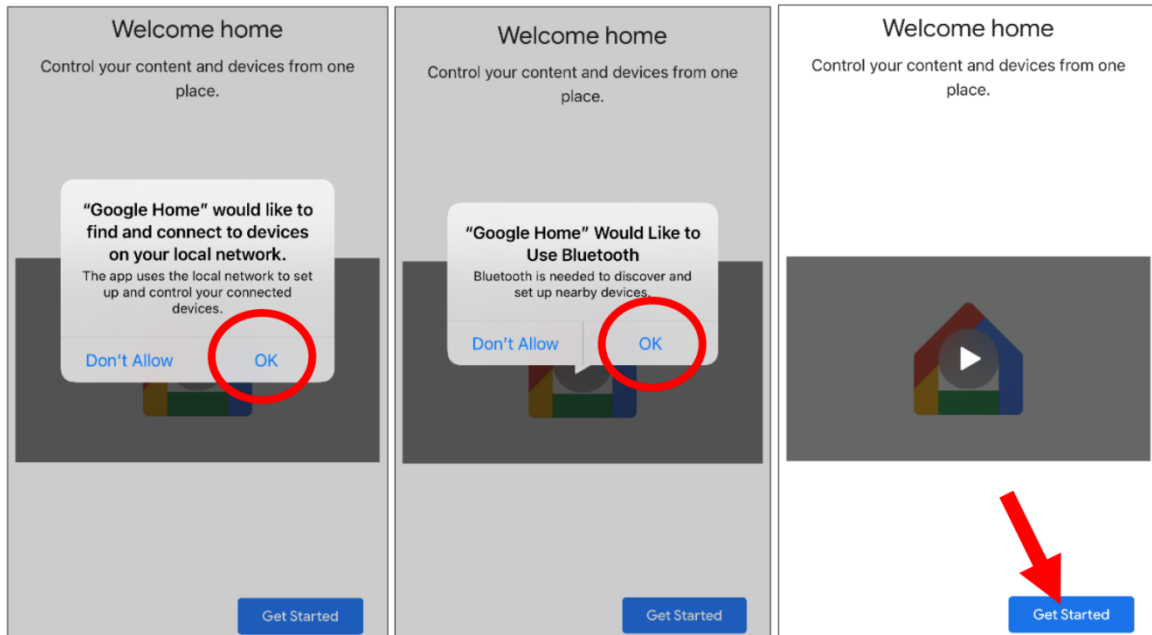 Welcome home
Control your content and devices from one
place.
“Google Home” would like to
find and connect to devices
on your local network.
The app uses the local network to set
up and control your connected
devices.
Don’t Allow
OK
Get Started
Welcome home
Control your content and devices from one
place.
“Google Home” Would Like to
Use Bluetooth
Bluetooth is needed to discover and
set up nearby devices.
Don’t Allow
OK
Get Started
Welcome home
Control your content and devices from one
place.
Get Started